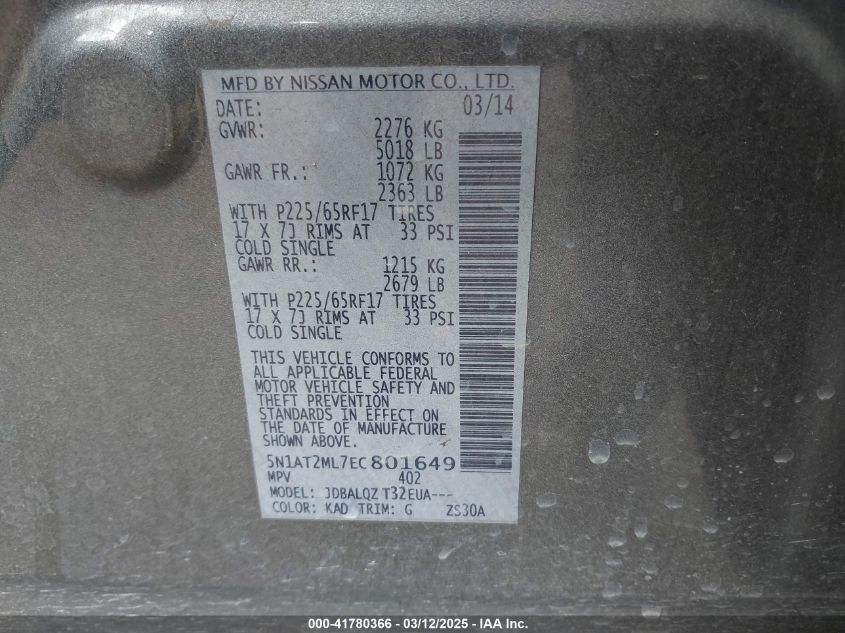 MFD BY NISSAN MOTOR CO., LTD.
DATE: 03/14
GVWR: 2276 KG
5018 LB
GAWR FR.: 1072 KG
2363 LB
WITH P225/65RF17 TIRES
17 X 7J RIMS AT 33 PSI
COLD SINGLE
GAWR RR.: 1215 KG
2679 LB
WITH P225/65RF17 TIRES
17 X 7J RIMS AT 33 PSI
COLD SINGLE
THIS VEHICLE CONFORMS TO
ALL APPLICABLE FEDERAL
MOTOR VEHICLE SAFETY AND
THEFT PREVENTION
STANDARDS IN EFFECT ON
THE DATE OF MANUFACTURE
SHOWN ABOVE.
5N1AT2ML7EC801649
MPV 402
MODEL: JDBALQZ T32EUA---
COLOR: KAD TRIM: G ZS30A
000-41780366 - 03/12/2025 - IAA Inc.